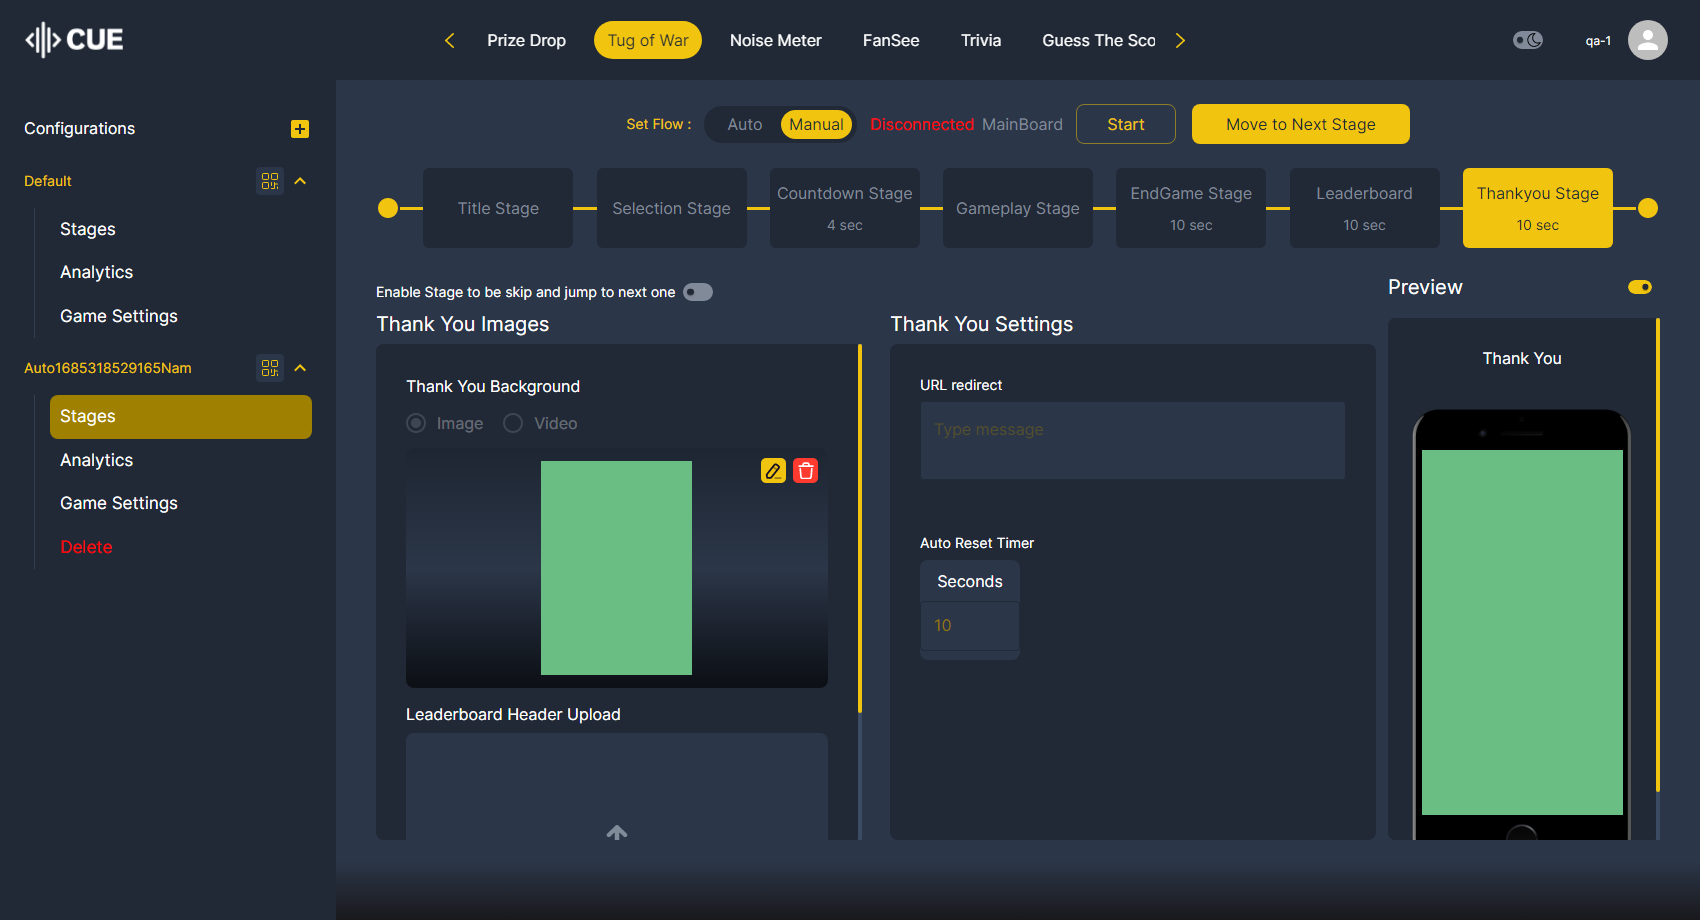 CUE
Prize Drop
Tug of War
Noise Meter
FanSee
Trivia
Guess The Sco
qa-1
Configurations
Default
Stages
Analytics
Game Settings
Auto1685318529165Nam
Stages
Analytics
Game Settings
Delete
Set Flow :
Auto
Manual
Disconnected MainBoard
Start
Move to Next Stage
Title Stage
Selection Stage
Countdown Stage
4 sec
Gameplay Stage
EndGame Stage
10 sec
Leaderboard
10 sec
Thankyou Stage
10 sec
Enable Stage to be skip and jump to next one
Thank You Images
Thank You Background
Image
Video
Leaderboard Header Upload
Thank You Settings
URL redirect
Type message
Auto Reset Timer
Seconds
10
Preview
Thank You